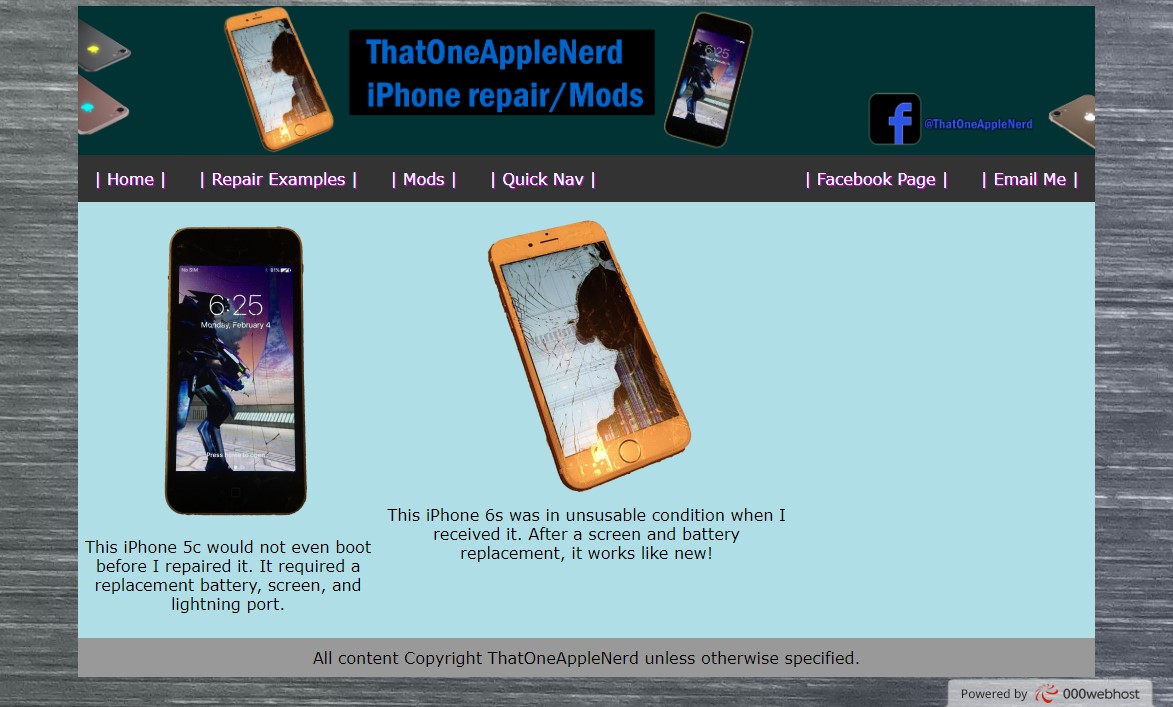 ThatOneAppleNerd
iPhone repair/Mods
6:25
@ThatOneAppleNerd
| Home | | Repair Examples | | Mods | | Quick Nav | | Facebook Page | | Email Me |
No SIM 81%
6:25
Monday, February 4
Press home to open
This iPhone 5c would not even boot
before I repaired it. It required a
replacement battery, screen, and
lightning port.
This iPhone 6s was in unsusable condition when I
received it. After a screen and battery
replacement, it works like new!
All content Copyright ThatOneAppleNerd unless otherwise specified.
Powered by 000webhost